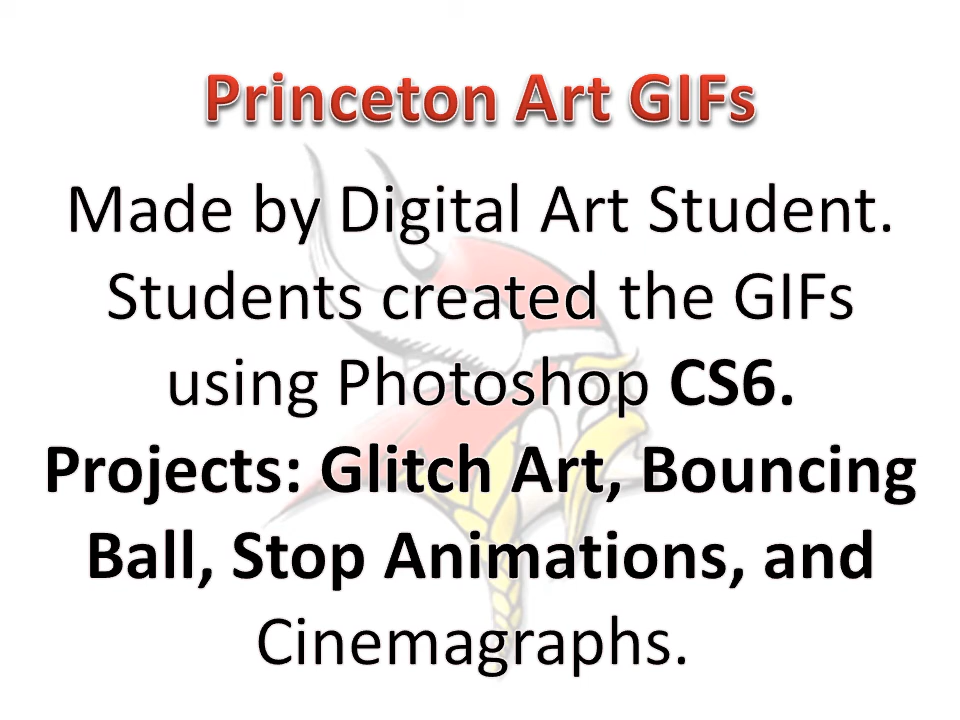 Princeton Art GIFs
Made by Digital Art Student.
Students created the GIFs
using Photoshop CS6.
Projects: Glitch Art, Bouncing
Ball, Stop Animations, and
Cinemagraphs.